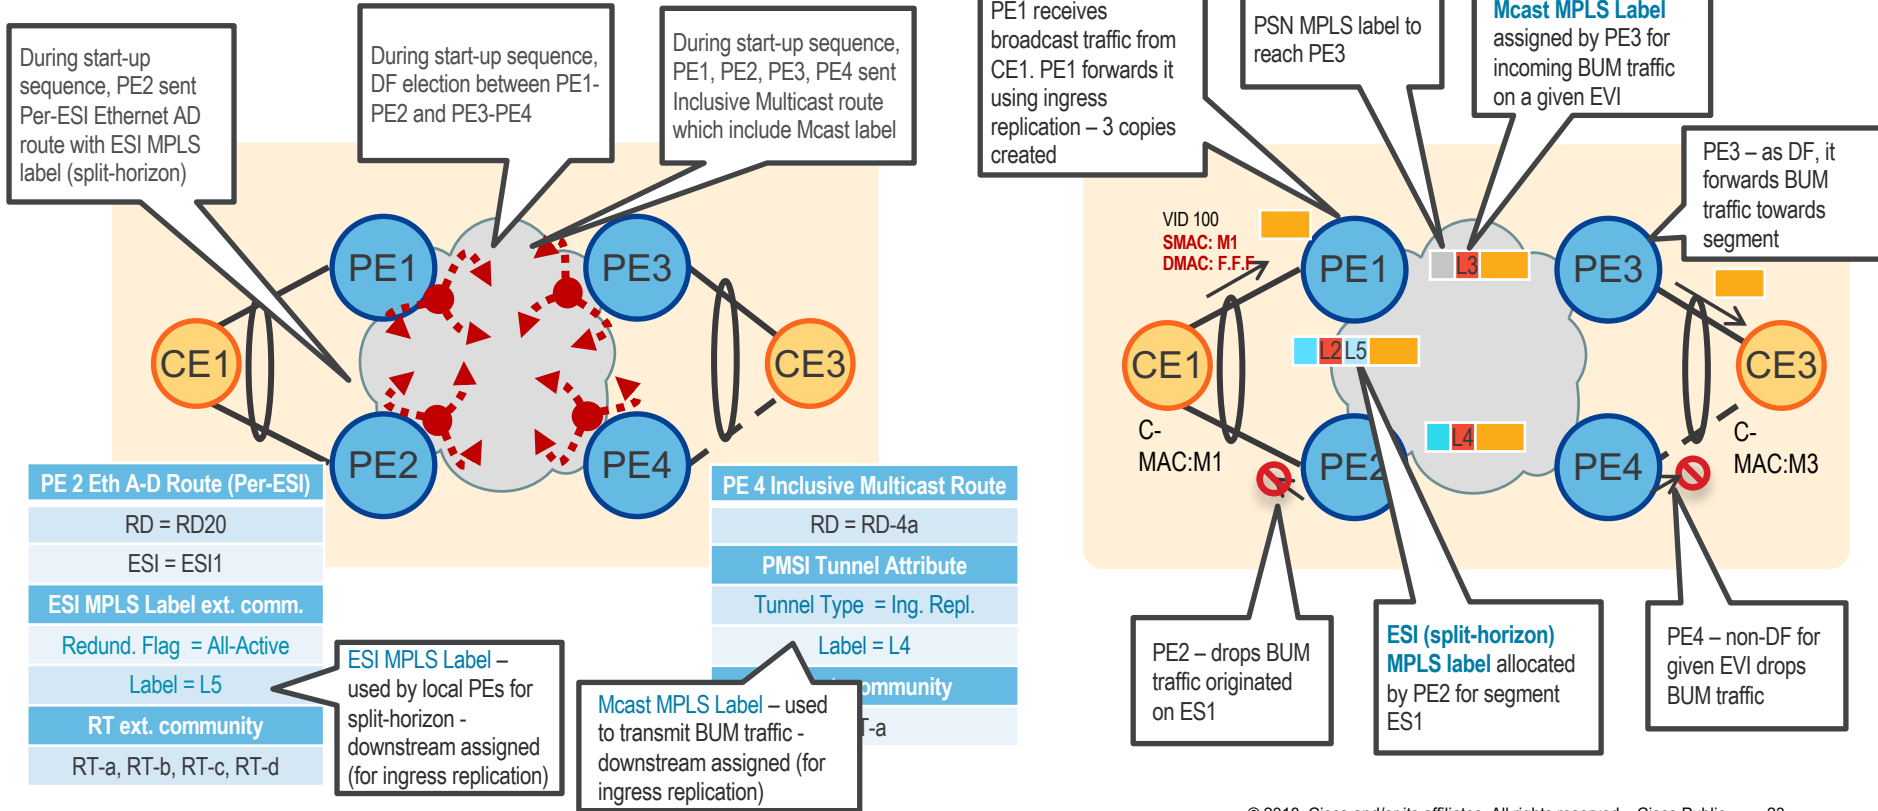 During start-up
sequence, PE2 sent
Per-ESI Ethernet AD
route with ESI MPLS
label (split-horizon)
During start-up sequence,
DF election between PE1-
PE2 and PE3-PE4
During start-up sequence,
PE1, PE2, PE3, PE4 sent
Inclusive Multicast route
which include Mcast label
PE1
PE3
CE1
CE3
PE2
PE4
PE 2 Eth A-D Route (Per-ESI)
RD = RD20
ESI = ESI1
ESI MPLS Label ext. comm.
Redund. Flag = All-Active
Label = L5
RT ext. community
RT-a, RT-b, RT-c, RT-d
ESI MPLS Label –
used by local PEs for
split-horizon -
downstream assigned
(for ingress replication)
PE 4 Inclusive Multicast Route
RD = RD-4a
PMSI Tunnel Attribute
Tunnel Type = Ing. Repl.
Label = L4
ommunity
T-a
Mcast MPLS Label – used
to transmit BUM traffic -
downstream assigned (for
ingress replication)
PE1 receives
broadcast traffic from
CE1. PE1 forwards it
using ingress
replication – 3 copies
created
PSN MPLS label to
reach PE3
Mcast MPLS Label
assigned by PE3 for
incoming BUM traffic
on a given EVI
PE3 – as DF, it
forwards BUM
traffic towards
segment
VID 100
SMAC: M1
DMAC: F.F.F
PE1
L3
PE3
L2 L5
CE1
CE3
C-
MAC:M1
L4
C-
MAC:M3
PE2
PE4
PE2 – drops BUM
traffic originated
on ES1
ESI (split-horizon)
MPLS label allocated
by PE2 for segment
ES1
PE4 – non-DF for
given EVI drops
BUM traffic